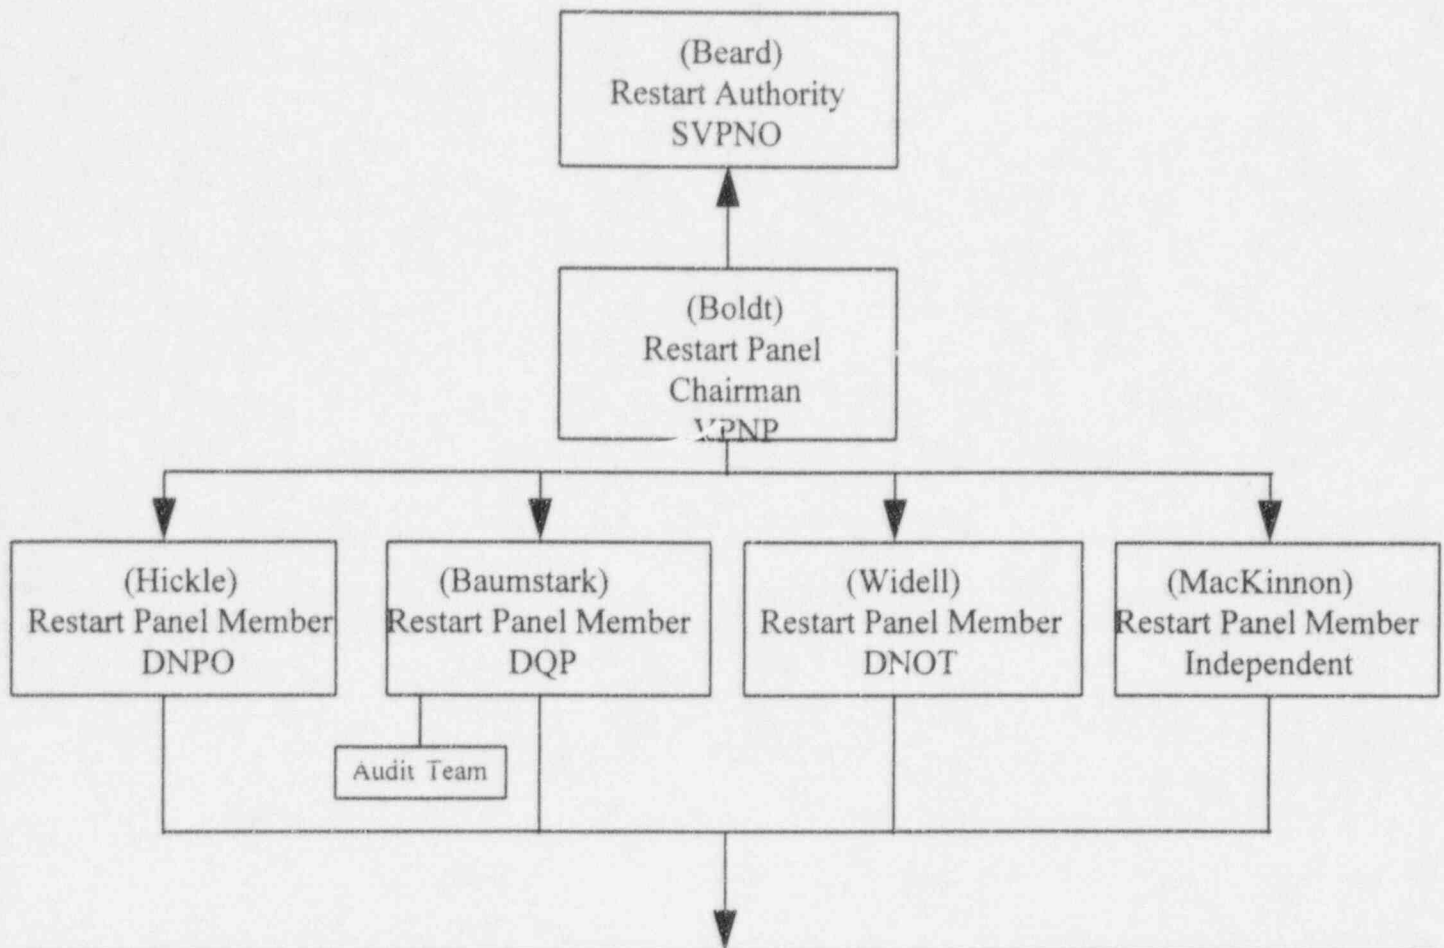 (Beard)
Restart Authority
SVPNO
(Boldt)
Restart Panel
Chairman
VPNP
(Hickle)
Restart Panel Member
DNPO
(Baumstark)
Restart Panel Member
DQP
(Widell)
Restart Panel Member
DNOT
(MacKinnon)
Restart Panel Member
Independent
Audit Team